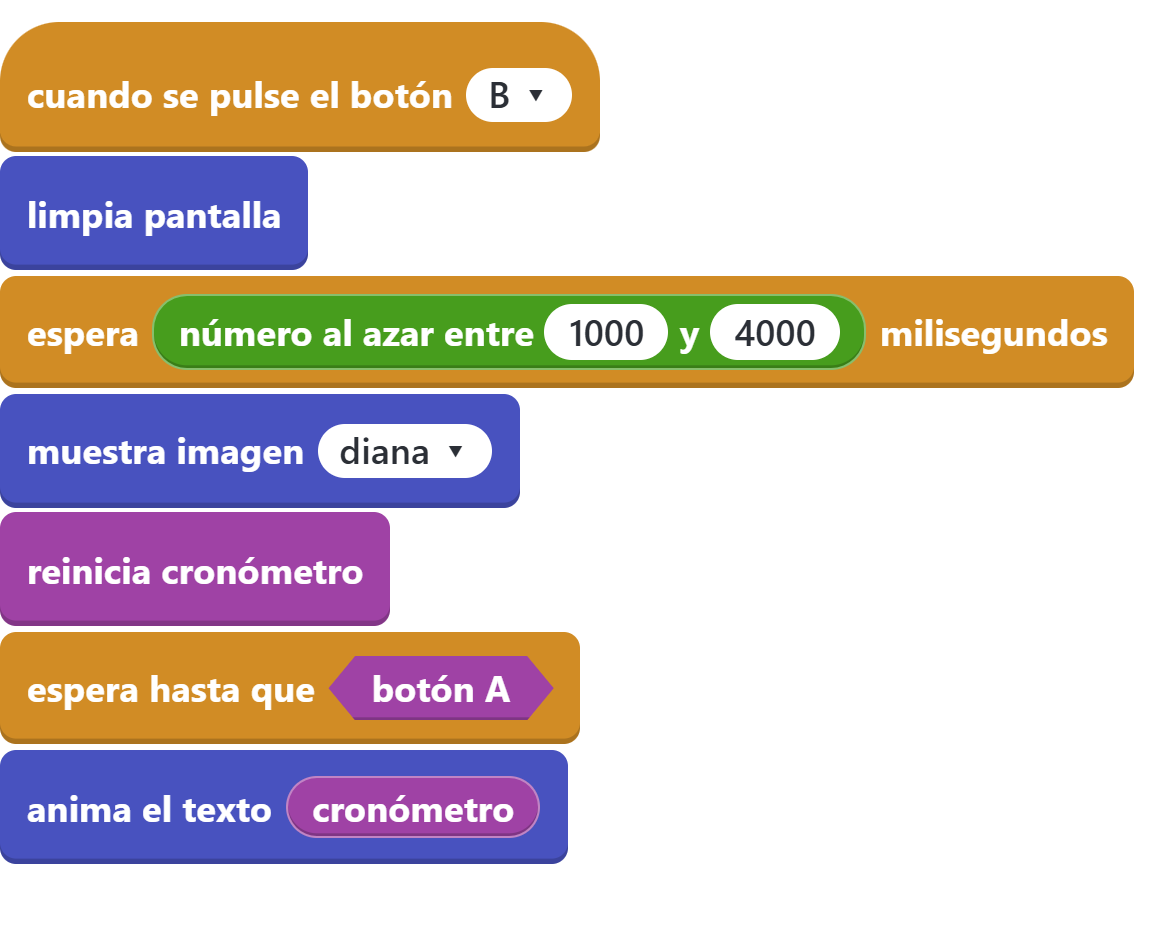 cuando se pulse el botón B
limpia pantalla
espera número al azar entre 1000 y 4000 milisegundos
muestra imagen diana
reinicia cronómetro
espera hasta que botón A
anima el texto cronómetro